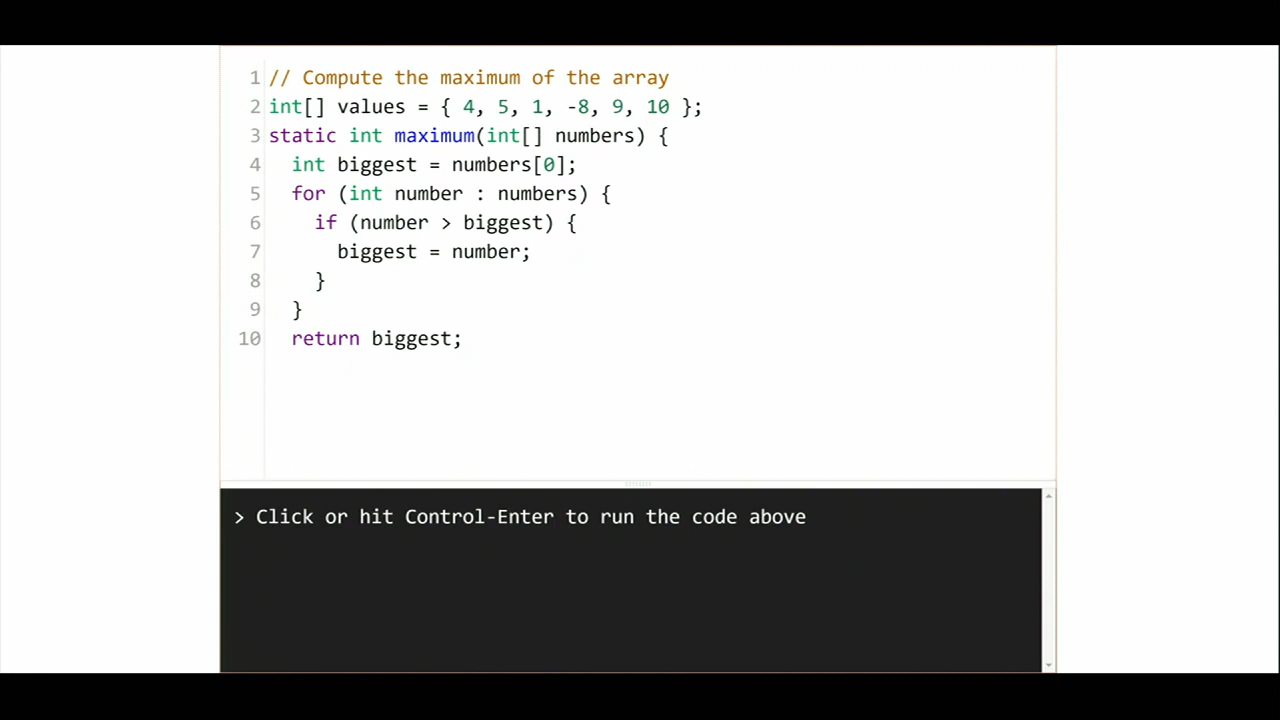 1 // Compute the maximum of the array
2 int[] values = { 4, 5, 1, -8, 9, 10 };
3 static int maximum(int[] numbers) {
4   int biggest = numbers[0];
5   for (int number : numbers) {
6     if (number > biggest) {
7       biggest = number;
8     }
9   }
10   return biggest;
> Click or hit Control-Enter to run the code above